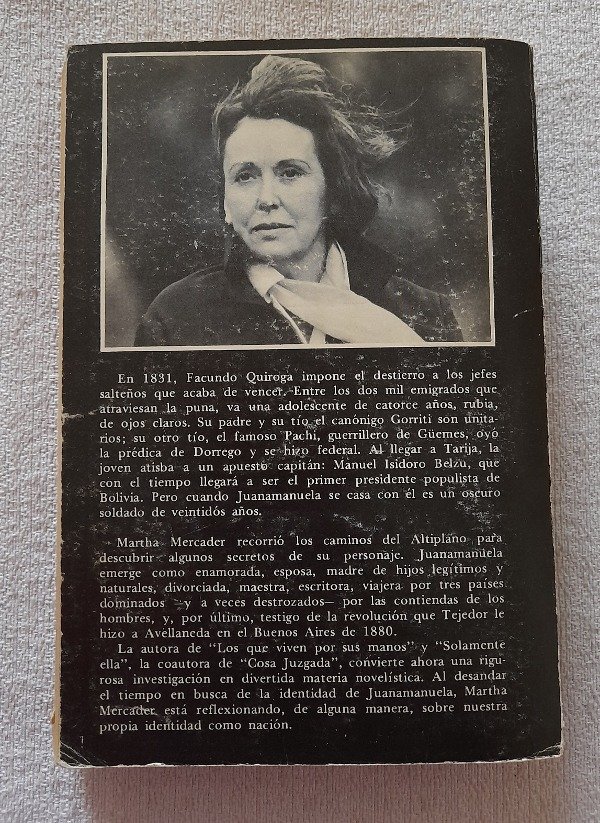 En 1831, Facundo Quiroga impone el destierro a los jefes
salteños que acaba de vencer. Entre los dos mil emigrados que
atraviesan la puna, va una adolescente de catorce años, rubia,
de ojos claros. Su padre y su tío el canónigo Gorriti son unita-
rios; su otro tío, el famoso Pachi, guerrillero de Güemes, oyó
la prédica de Dorrego y se hizo federal. Al llegar a Tarija, la
joven atisba a un apuesto capitán: Manuel Isidoro Belzu, que
con el tiempo llegará a ser el primer presidente populista de
Bolivia. Pero cuando Juanamanuela se casa con él es un oscuro
soldado de veintidós años.
Martha Mercader recorrió los caminos del Altiplano para
descubrir algunos secretos de su personaje. Juanamanuela
emerge como enamorada, esposa, madre de hijos legítimos y
naturales, divorciada, maestra, escritora, viajera por tres países
dominados —y a veces destrozados— por las contiendas de los
hombres, y, por último, testigo de la revolución que Tejedor le
hizo a Avellaneda en el Buenos Aires de 1880.
La autora de "Los que viven por sus manos" y "Solamente
ella", la coautora de "Cosa Juzgada", convierte ahora una rigu-
rosa investigación en divertida materia novelística. Al desandar
el tiempo en busca de la identidad de Juanamanuela, Martha
Mercader está reflexionando, de alguna manera, sobre nuestra
propia identidad como nación.